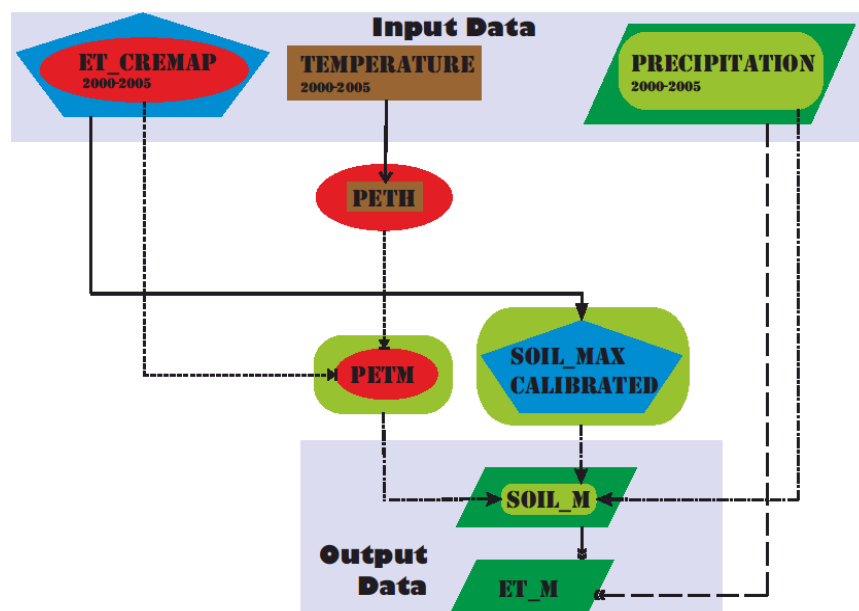 Input Data
ET_CREMAP
2000-2005
TEMPERATURE
2000-2005
PRECIPITATION
2000-2005
PETH
PETM
SOIL_MAX
CALIBRATED
SOIL_M
Output
Data
ET_M